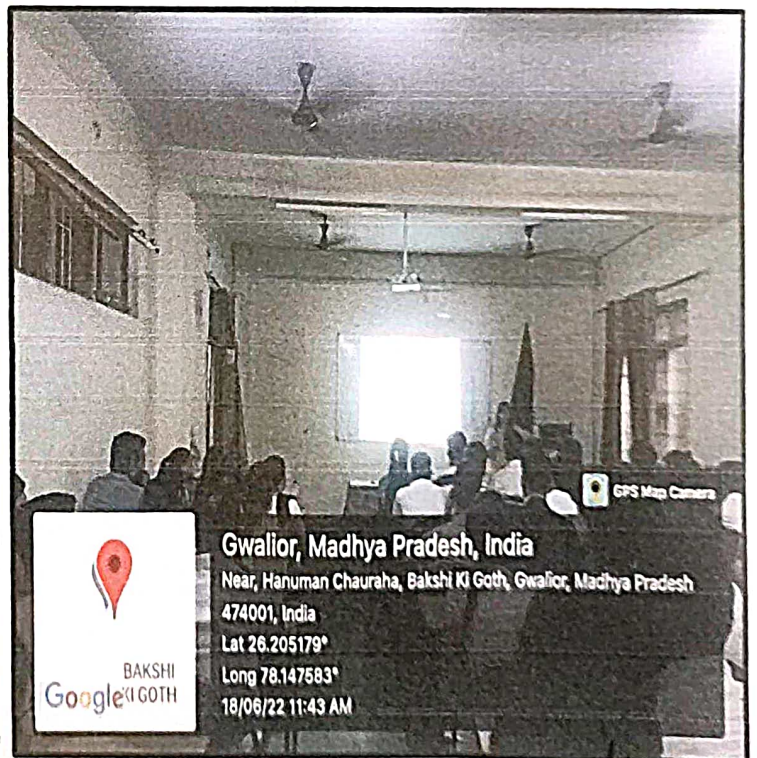 GPS Map Camera
Gwalior, Madhya Pradesh, India
Near, Hanuman Chauraha, Bakshi Ki Goth, Gwalior, Madhya Pradesh
474001, India
Lat 26.205179°
Long 78.147583°
18/06/22 11:43 AM
BAKSHI
KI GOTH
Google